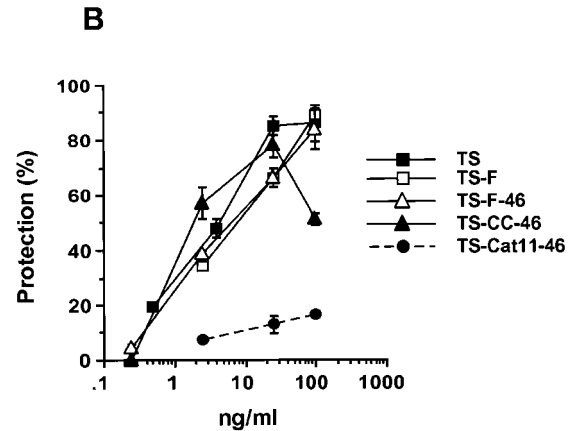 B
Protection (%)
100
80
60
40
20
0
.1 1 10 100 1000
ng/ml
TS
TS-F
TS-F-46
TS-CC-46
TS-Cat11-46